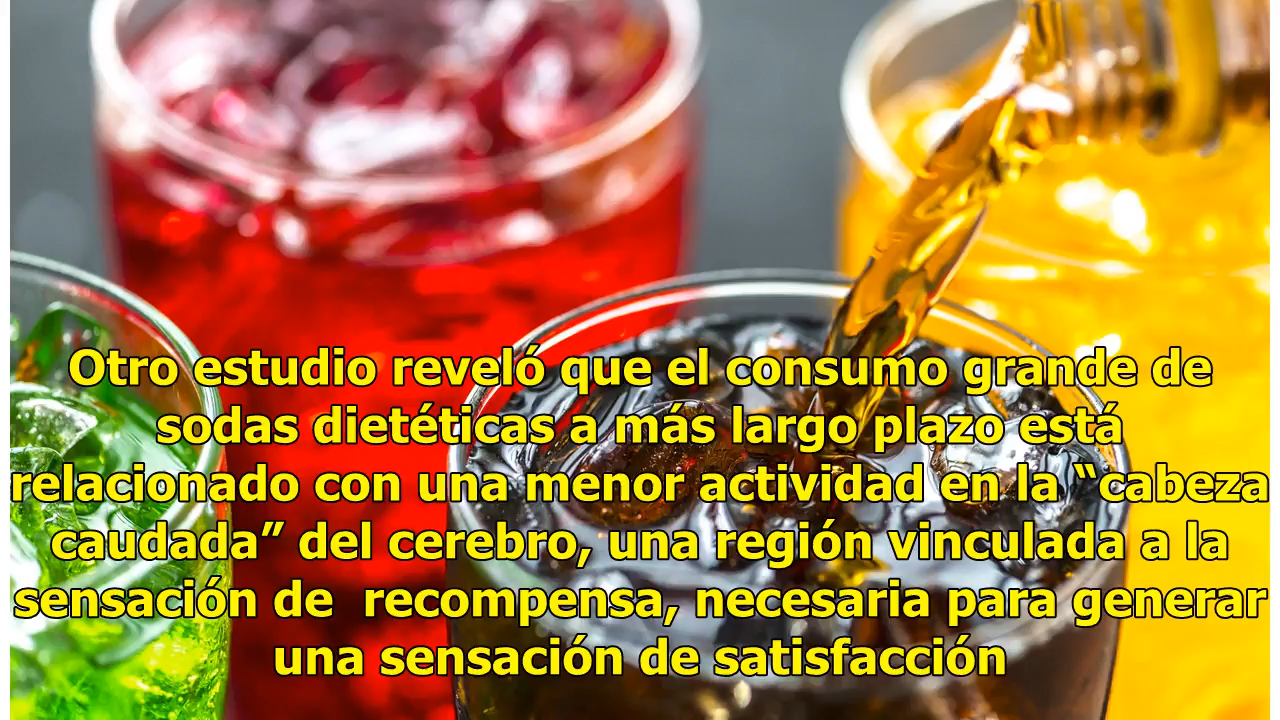 Otro estudio reveló que el consumo grande de
sodas dietéticas a más largo plazo está
relacionado con una menor actividad en la “cabeza
caudada” del cerebro, una región vinculada a la
sensación de  recompensa, necesaria para generar
una sensación de satisfacción